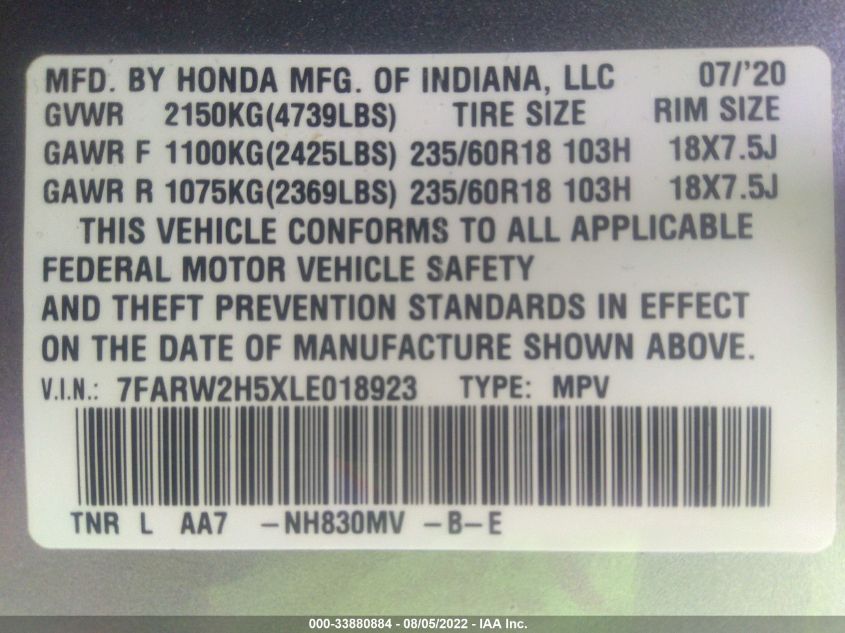 MFD. BY HONDA MFG. OF INDIANA, LLC 07/'20
GVWR 2150KG(4739LBS) TIRE SIZE RIM SIZE
GAWR F 1100KG(2425LBS) 235/60R18 103H 18X7.5J
GAWR R 1075KG(2369LBS) 235/60R18 103H 18X7.5J
THIS VEHICLE CONFORMS TO ALL APPLICABLE
FEDERAL MOTOR VEHICLE SAFETY
AND THEFT PREVENTION STANDARDS IN EFFECT
ON THE DATE OF MANUFACTURE SHOWN ABOVE.
V.I.N.: 7FARW2H5XLE018923 TYPE: MPV
TNR L AA7 -NH830MV -B-E
000-33880884 - 08/05/2022 - IAA Inc.